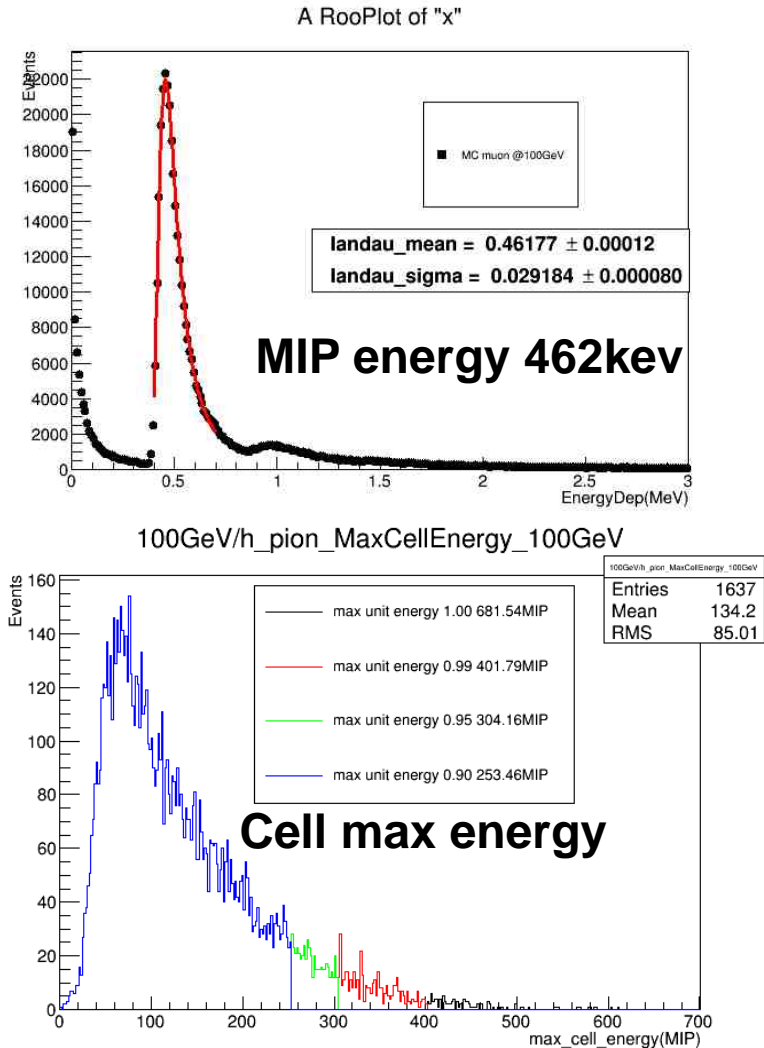 A RooPlot of "x"
Events
22000
20000
18000
16000
14000
12000
10000
8000
6000
4000
2000
0
MC muon @100GeV
landau_mean = 0.46177 ± 0.00012
landau_sigma = 0.029184 ± 0.000080
MIP energy 462kev
0 0.5 1 1.5 2 2.5 3
EnergyDep(MeV)
100GeV/h_pion_MaxCellEnergy_100GeV
Events
160
140
120
100
80
60
40
20
0
100GeV/h_pion_MaxCellEnergy_100GeV
Entries 1637
Mean 134.2
RMS 85.01
max unit energy 1.00 681.54MIP
max unit energy 0.99 401.79MIP
max unit energy 0.95 304.16MIP
max unit energy 0.90 253.46MIP
Cell max energy
0 100 200 300 400 500 600 700
max_cell_energy(MIP)